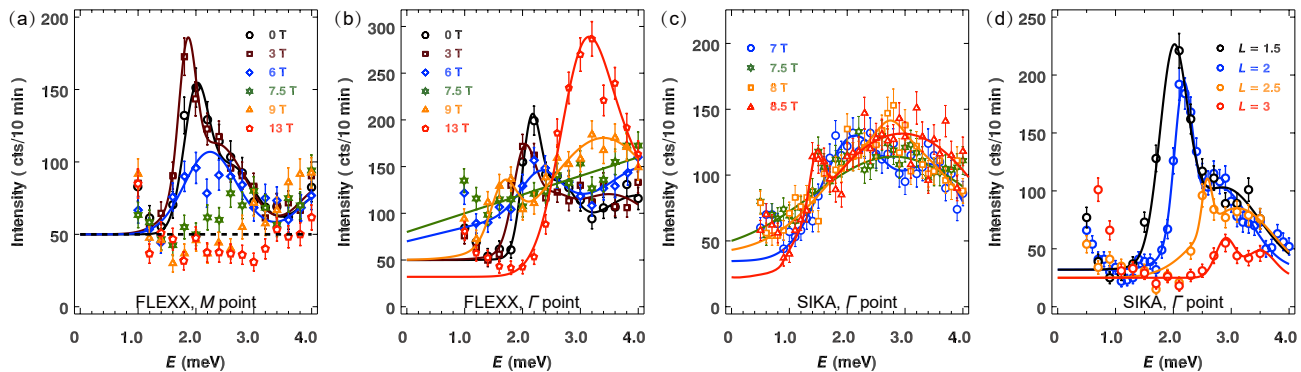 (a)
Intensity ( cts/10 min)
200
150
100
50
0
0 T
3 T
6 T
7.5 T
9 T
13 T
FLEXX, M point
0 1.0 2.0 3.0 4.0
E (meV)
(b)
Intensity ( cts/10 min)
300
250
200
150
100
50
0
0 T
3 T
6 T
7.5 T
9 T
13 T
FLEXX, Γ point
0 1.0 2.0 3.0 4.0
E (meV)
(c)
Intensity ( cts/10 min)
200
150
100
50
0
7 T
7.5 T
8 T
8.5 T
SIKA, Γ point
0 1.0 2.0 3.0 4.0
E (meV)
(d)
Intensity ( cts/10 min)
250
200
150
100
50
0
L = 1.5
L = 2
L = 2.5
L = 3
SIKA, Γ point
0 1.0 2.0 3.0 4.0
E (meV)